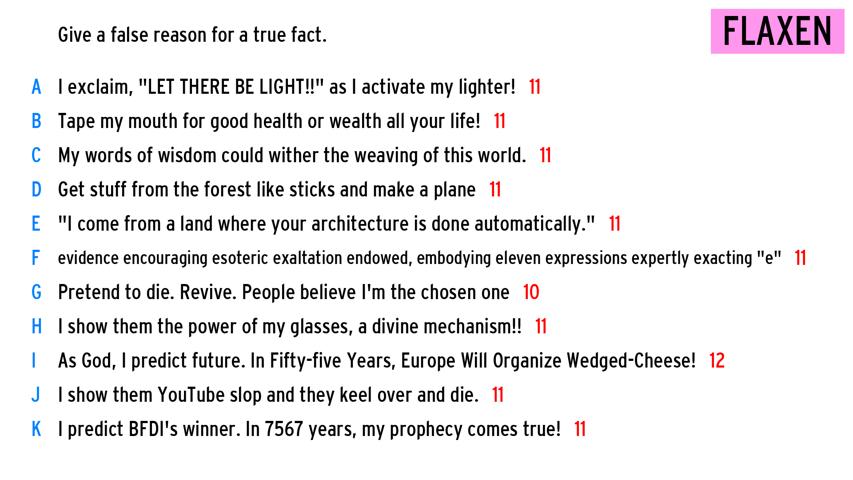 Give a false reason for a true fact.
FLAXEN
A I exclaim, "LET THERE BE LIGHT!!" as I activate my lighter! 11
B Tape my mouth for good health or wealth all your life! 11
C My words of wisdom could wither the weaving of this world. 11
D Get stuff from the forest like sticks and make a plane 11
E "I come from a land where your architecture is done automatically." 11
F evidence encouraging esoteric exaltation endowed, embodying eleven expressions expertly exacting "e" 11
G Pretend to die. Revive. People believe I'm the chosen one 10
H I show them the power of my glasses, a divine mechanism!! 11
I As God, I predict future. In Fifty-five Years, Europe Will Organize Wedged-Cheese! 12
J I show them YouTube slop and they keel over and die. 11
K I predict BFDI's winner. In 7567 years, my prophecy comes true! 11